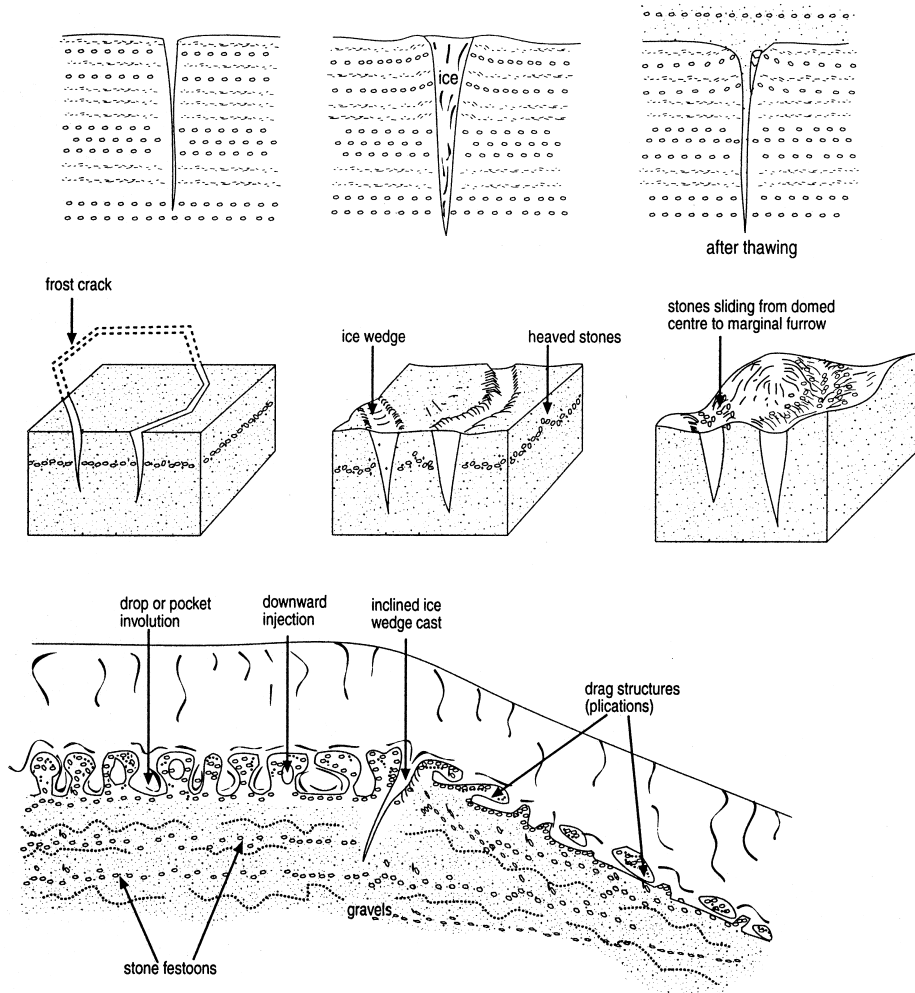 ice
after thawing
frost crack
ice wedge
heaved stones
stones sliding from domed
centre to marginal furrow
drop or pocket
involution
downward
injection
inclined ice
wedge cast
drag structures
(plications)
gravels
stone festoons